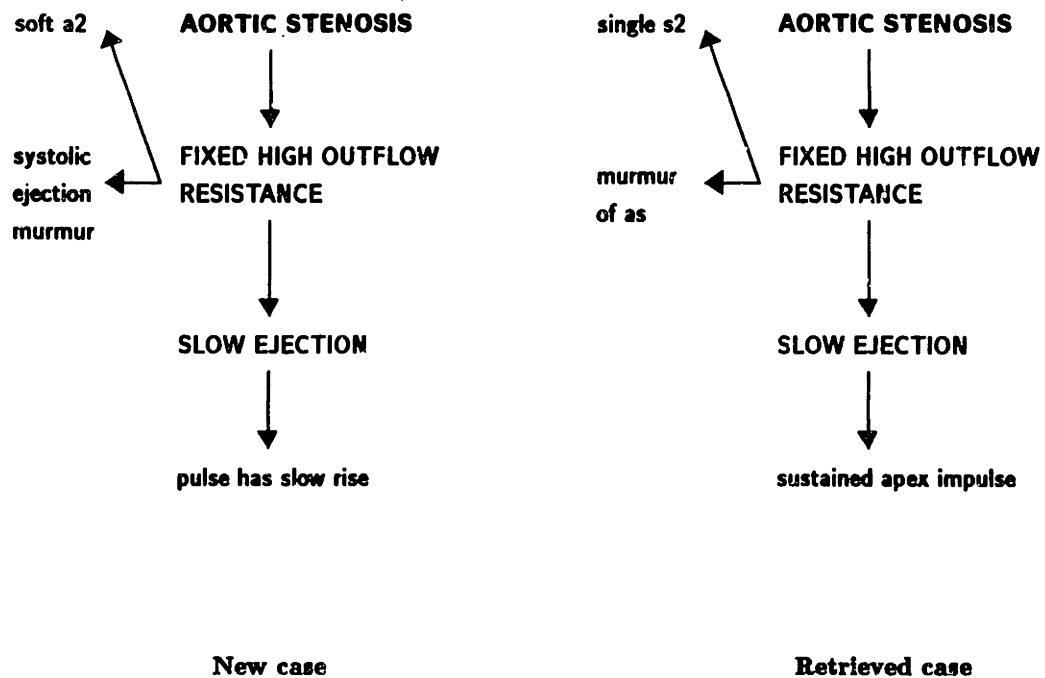 soft a2
AORTIC STENOSIS
systolic
ejection
murmur
FIXED HIGH OUTFLOW
RESISTANCE
SLOW EJECTION
pulse has slow rise
New case
single s2
AORTIC STENOSIS
murmur
of as
FIXED HIGH OUTFLOW
RESISTANCE
SLOW EJECTION
sustained apex impulse
Retrieved case